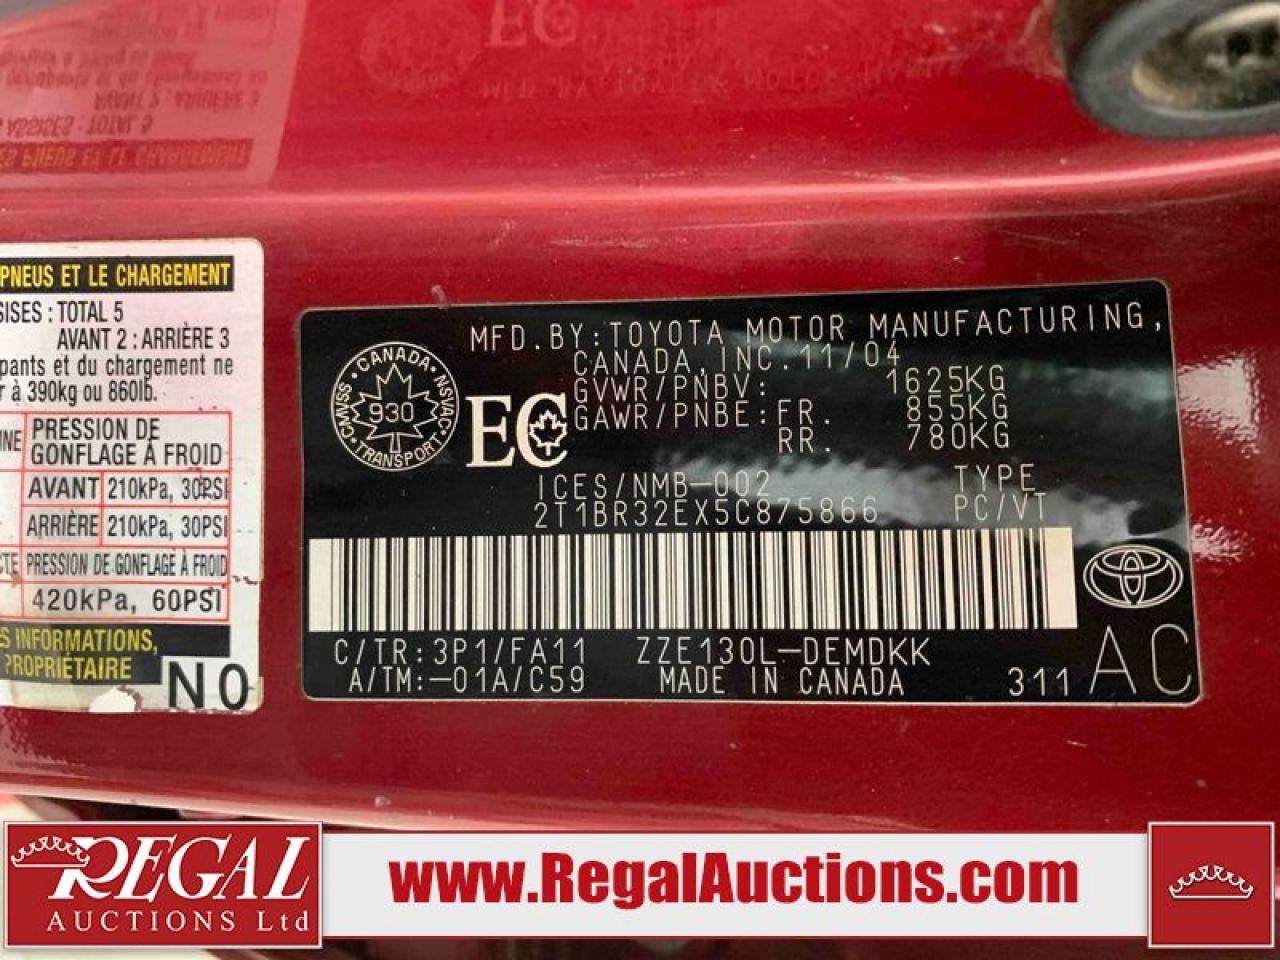 PNEUS ET LE CHARGEMENT
SISES : TOTAL 5
AVANT 2 : ARRIÈRE 3
pants et du chargement ne
r à 390kg ou 860lb.
PRESSION DE
GONFLAGE À FROID
AVANT 210kPa, 30PSI
ARRIÈRE 210kPa, 30PSI
PRESSION DE GONFLAGE À FROID
420kPa, 60PSI
S INFORMATIONS,
PROPRIÉTAIRE
NO
MFD.BY:TOYOTA MOTOR MANUFACTURING,
CANADA,INC.11/04
GVWR/PNBV: 1625KG
GAWR/PNBE:FR. 855KG
RR. 780KG
CANADA
CMVSS NSVAC
930
TRANSPORT
EC
ICES/NMB-002 TYPE
2T1BR32EX5C875866 PC/VT
C/TR:3P1/FA11 ZZE130L-DEMDKK
A/TM:-01A/C59 MADE IN CANADA 311 AC
REGAL
AUCTIONS Ltd
www.RegalAuctions.com